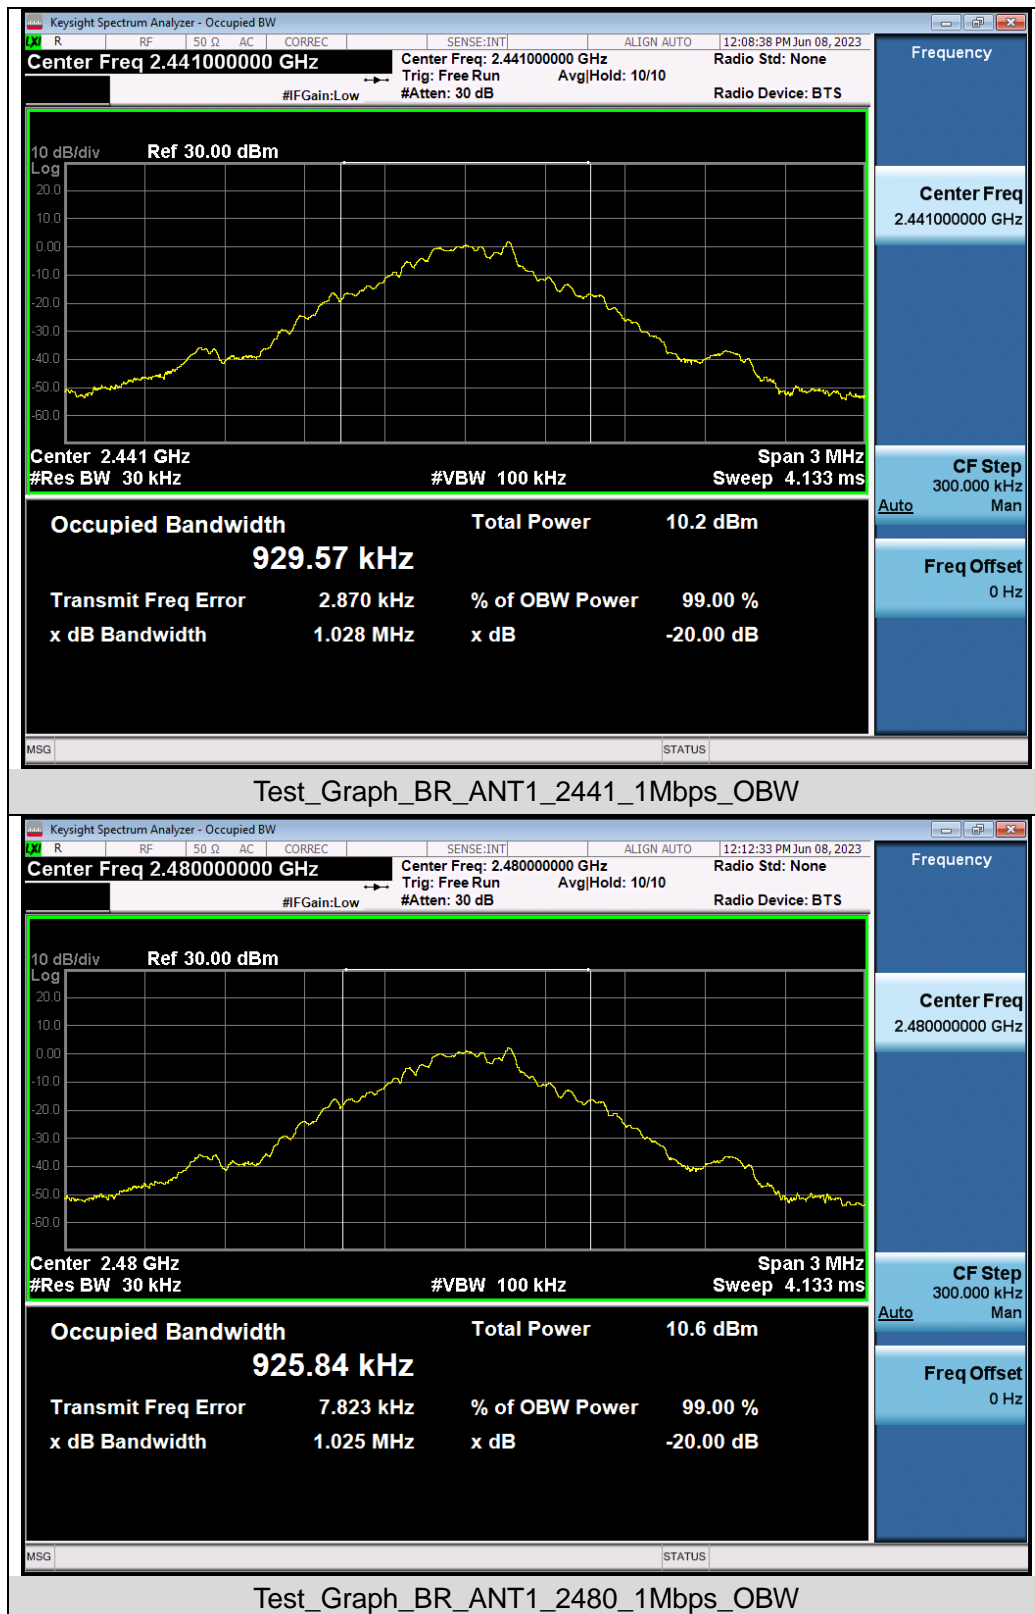 Keysight Spectrum Analyzer - Occupied BW
LXI R RF 50 Ω AC CORREC SENSE:INT ALIGN AUTO 12:08:38 PM Jun 08, 2023
Center Freq 2.441000000 GHz
Center Freq: 2.441000000 GHz Radio Std: None
Trig: Free Run Avg|Hold: 10/10
#IFGain:Low #Atten: 30 dB Radio Device: BTS
Frequency
10 dB/div Ref 30.00 dBm
Log
20.0
10.0
0.00
-10.0
-20.0
-30.0
-40.0
-50.0
-60.0
Center 2.441 GHz Span 3 MHz
#Res BW 30 kHz #VBW 100 kHz Sweep 4.133 ms
Center Freq
2.441000000 GHz
CF Step
300.000 kHz
Auto Man
Freq Offset
0 Hz
Occupied Bandwidth Total Power 10.2 dBm
929.57 kHz
Transmit Freq Error 2.870 kHz % of OBW Power 99.00 %
x dB Bandwidth 1.028 MHz x dB -20.00 dB
MSG STATUS
Test_Graph_BR_ANT1_2441_1Mbps_OBW
Keysight Spectrum Analyzer - Occupied BW
LXI R RF 50 Ω AC CORREC SENSE:INT ALIGN AUTO 12:12:33 PM Jun 08, 2023
Center Freq 2.480000000 GHz
Center Freq: 2.480000000 GHz Radio Std: None
Trig: Free Run Avg|Hold: 10/10
#IFGain:Low #Atten: 30 dB Radio Device: BTS
Frequency
10 dB/div Ref 30.00 dBm
Log
20.0
10.0
0.00
-10.0
-20.0
-30.0
-40.0
-50.0
-60.0
Center 2.48 GHz Span 3 MHz
#Res BW 30 kHz #VBW 100 kHz Sweep 4.133 ms
Center Freq
2.480000000 GHz
CF Step
300.000 kHz
Auto Man
Freq Offset
0 Hz
Occupied Bandwidth Total Power 10.6 dBm
925.84 kHz
Transmit Freq Error 7.823 kHz % of OBW Power 99.00 %
x dB Bandwidth 1.025 MHz x dB -20.00 dB
MSG STATUS
Test_Graph_BR_ANT1_2480_1Mbps_OBW